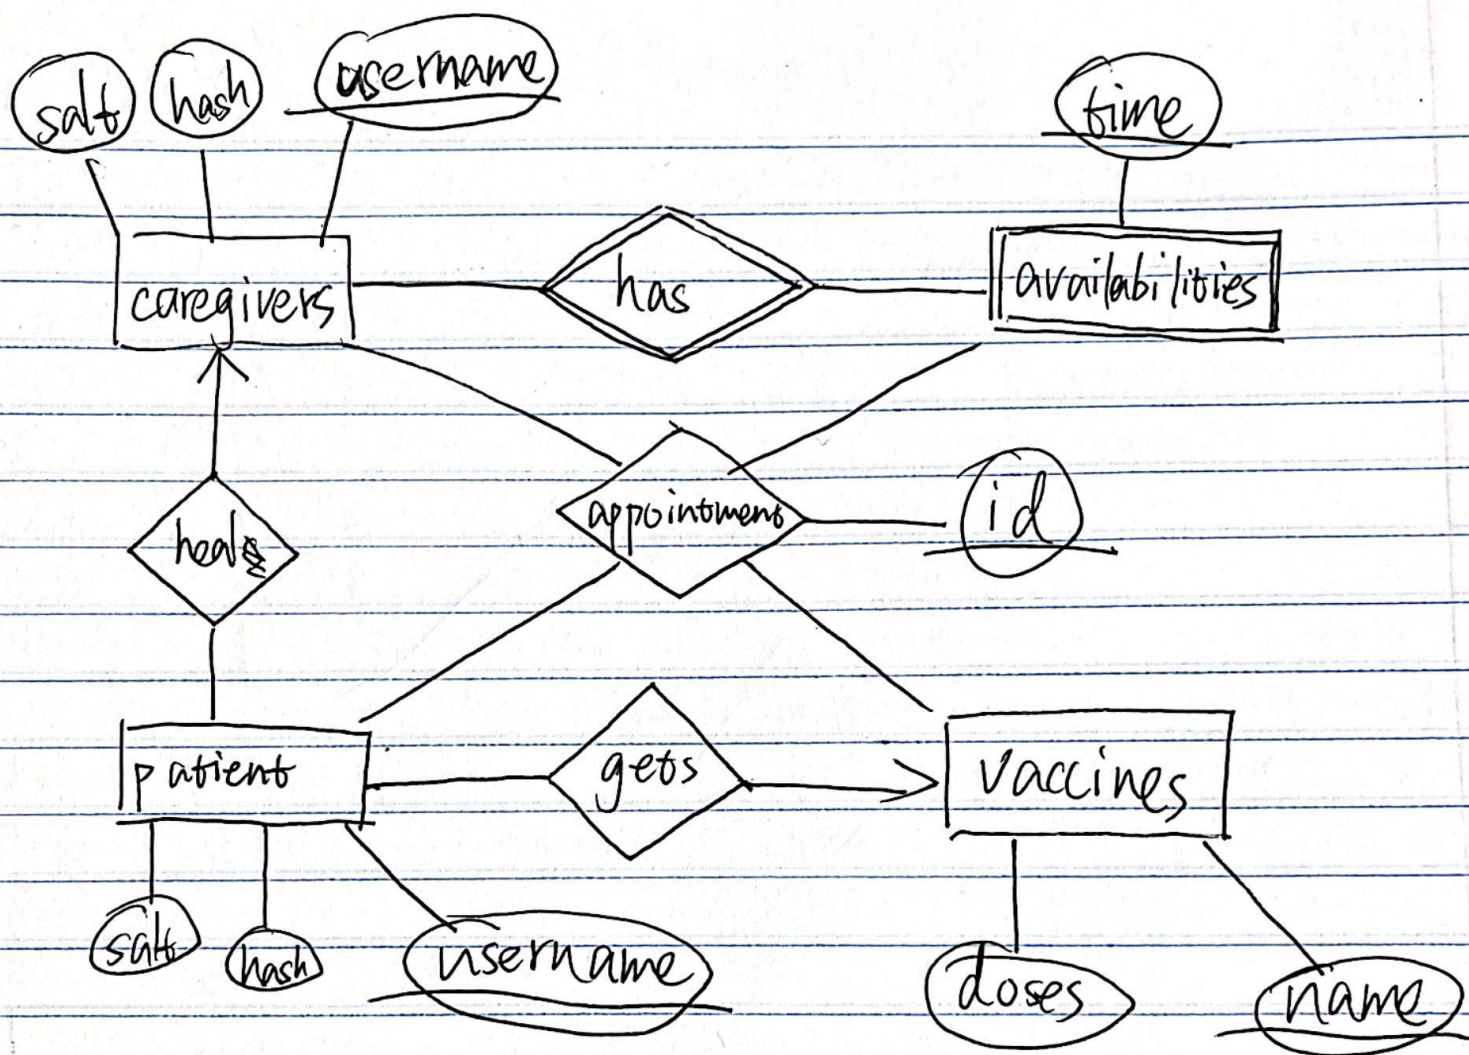 salt hash username
time
caregivers has availabilities
appointment id
heals
patient gets vaccines
salt hash username
doses name